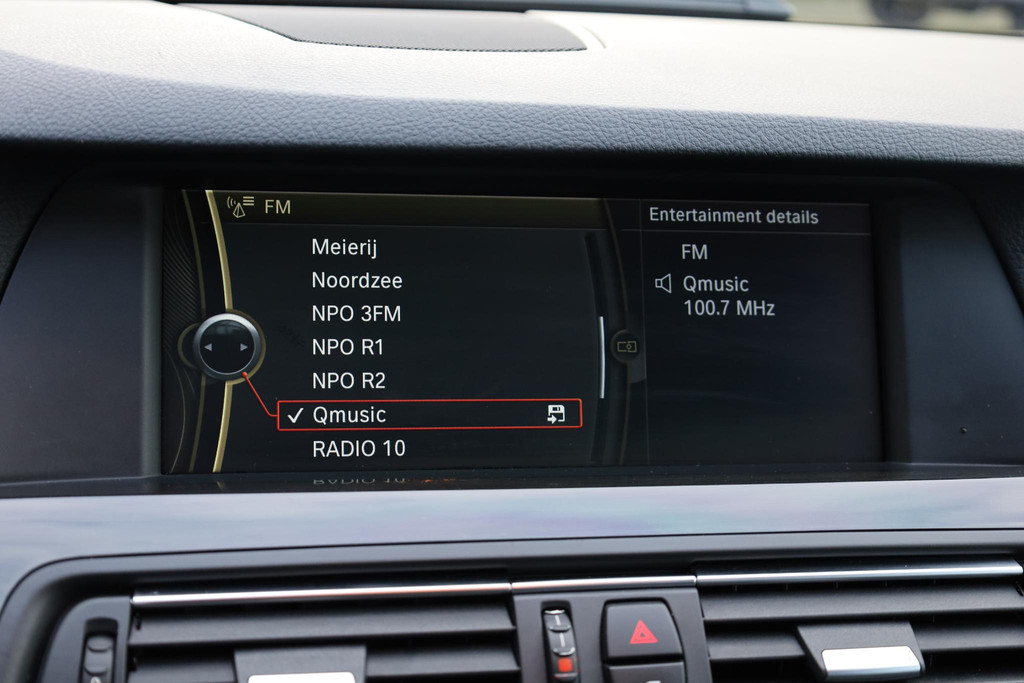 FM
Meierij
Noordzee
NPO 3FM
NPO R1
NPO R2
Qmusic
RADIO 10
Entertainment details
FM
Qmusic
100.7 MHz